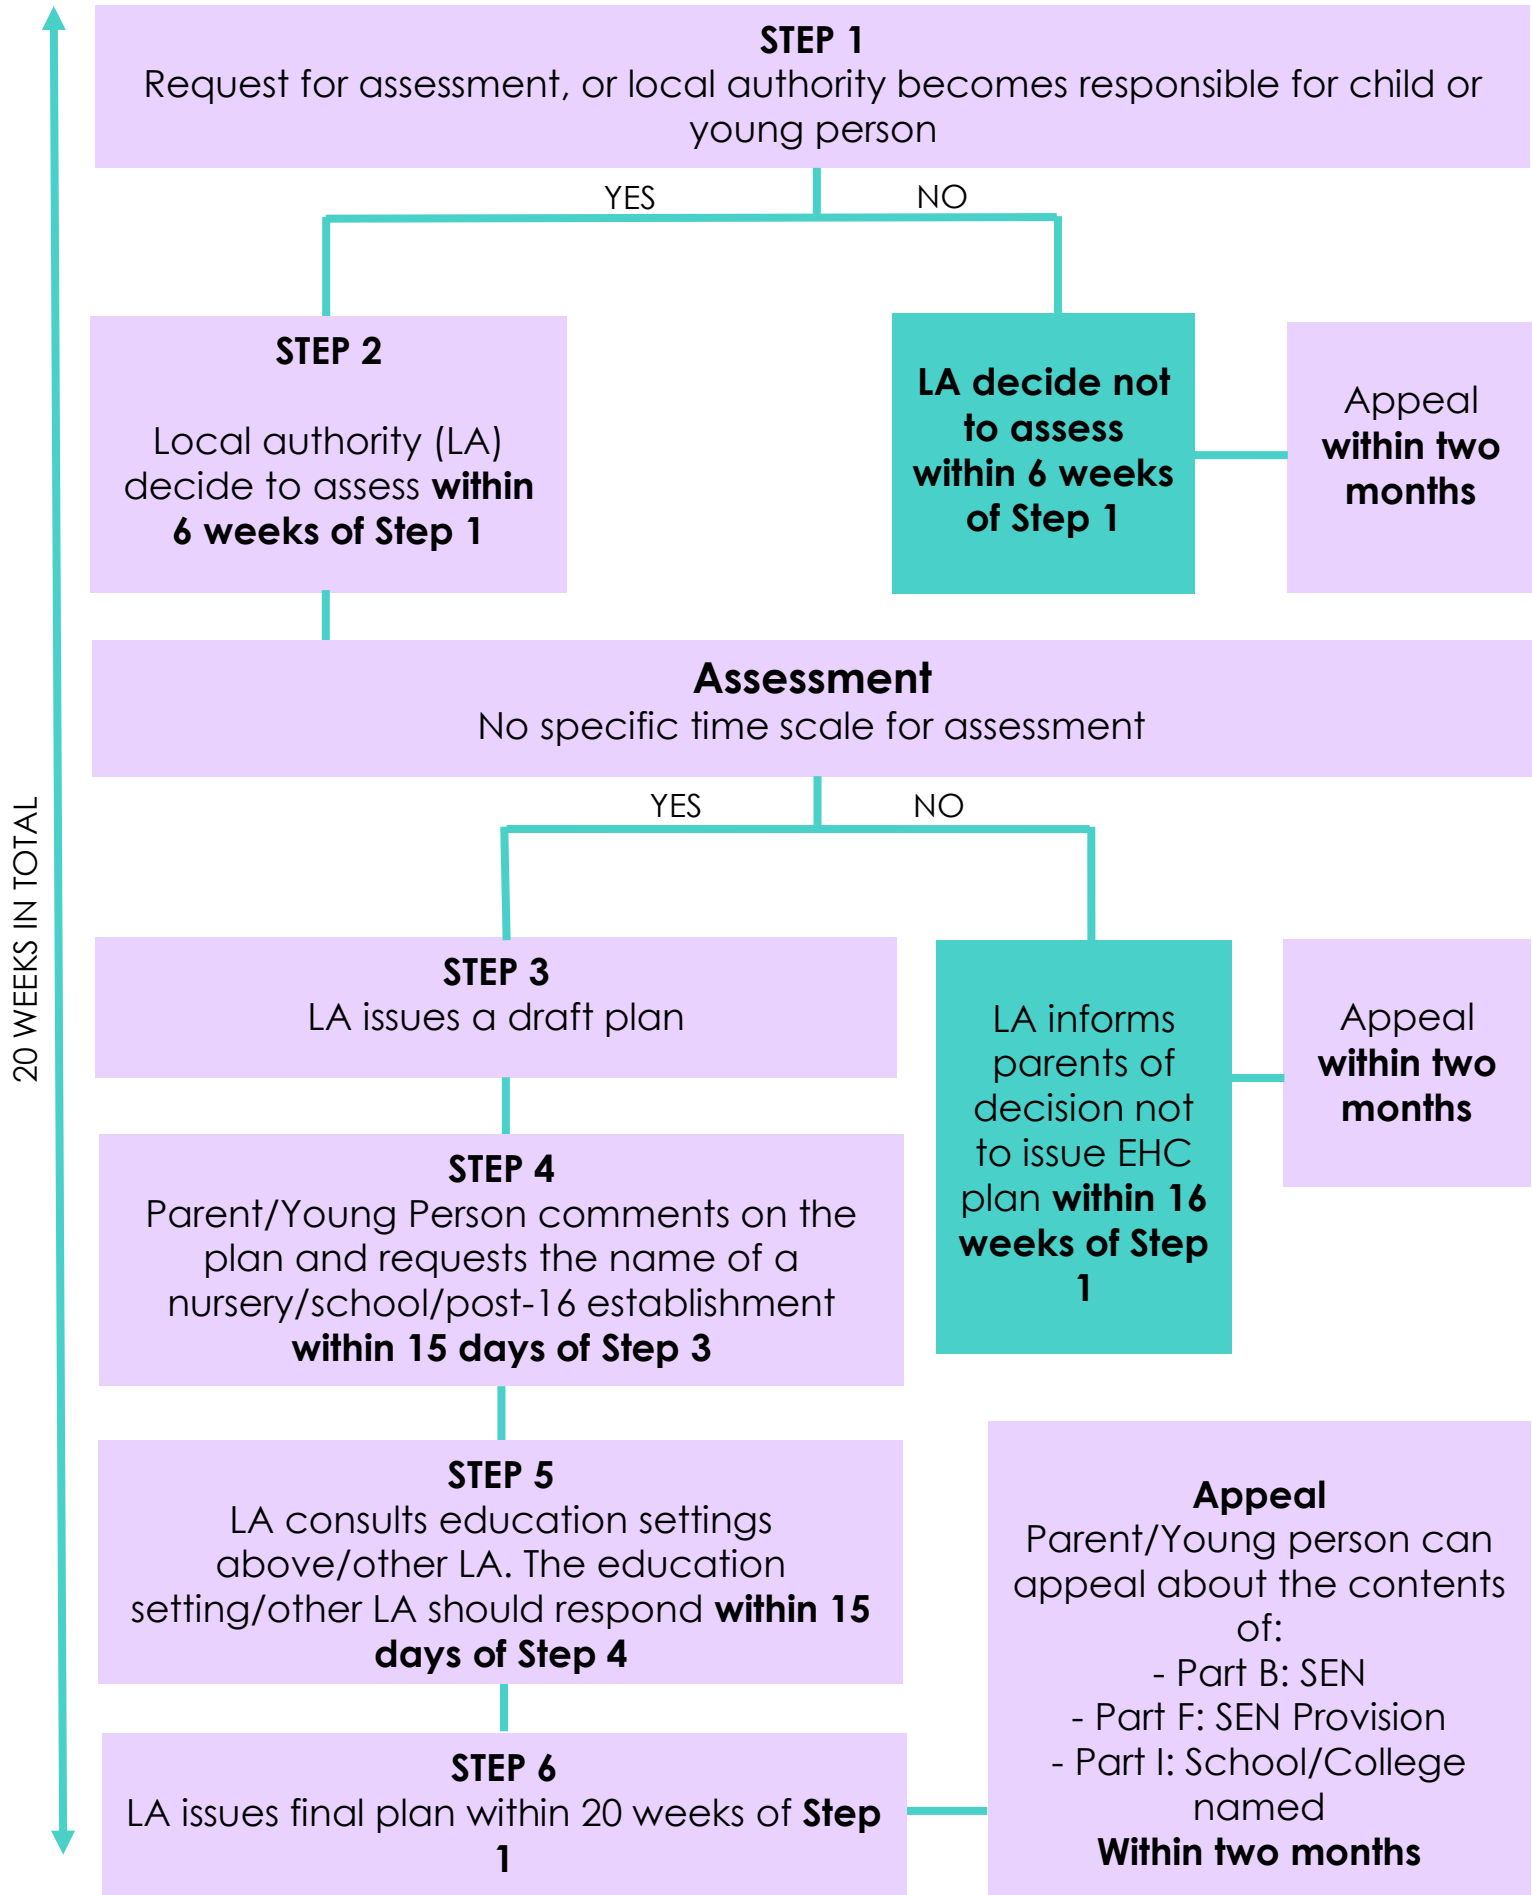 STEP 1
Request for assessment, or local authority becomes responsible for child or
young person
YES
NO
STEP 2
Local authority (LA)
decide to assess within
6 weeks of Step 1
LA decide not
to assess
within 6 weeks
of Step 1
Appeal
within two
months
Assessment
No specific time scale for assessment
YES
NO
20 WEEKS IN TOTAL
STEP 3
LA issues a draft plan
LA informs
parents of
decision not
to issue EHC
plan within 16
weeks of Step
1
Appeal
within two
months
STEP 4
Parent/Young Person comments on the
plan and requests the name of a
nursery/school/post-16 establishment
within 15 days of Step 3
STEP 5
LA consults education settings
above/other LA. The education
setting/other LA should respond within 15
days of Step 4
STEP 6
LA issues final plan within 20 weeks of Step
1
Appeal
Parent/Young person can
appeal about the contents
of:
- Part B: SEN
- Part F: SEN Provision
- Part I: School/College
named
Within two months